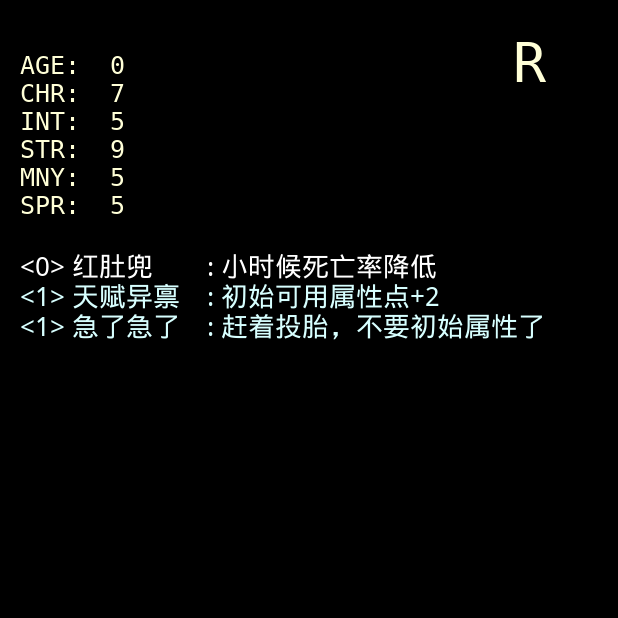 R
AGE: 0
CHR: 7
INT: 5
STR: 9
MNY: 5
SPR: 5
<0> 红肚兜 : 小时候死亡率降低
<1> 天赋异禀 : 初始可用属性点+2
<1> 急了急了 : 赶着投胎，不要初始属性了